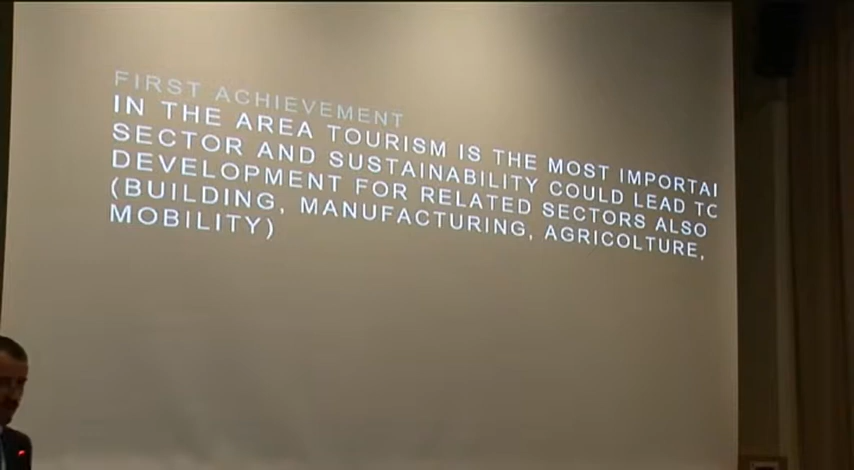 FIRST ACHIEVEMENT
IN THE AREA TOURISM IS THE MOST IMPORTAI
SECTOR AND SUSTAINABILITY COULD LEAD TO
DEVELOPMENT FOR RELATED SECTORS ALSO
(BUILDING, MANUFACTURING, AGRICOLTURE,
MOBILITY)